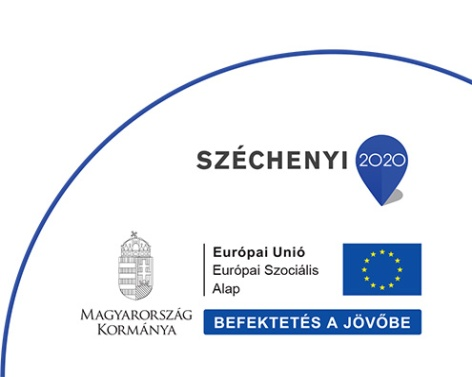 SZÉCHENYI 2020
Európai Unió
Európai Szociális
Alap
MAGYARORSZÁG
KORMÁNYA
BEFEKTETÉS A JÖVŐBE